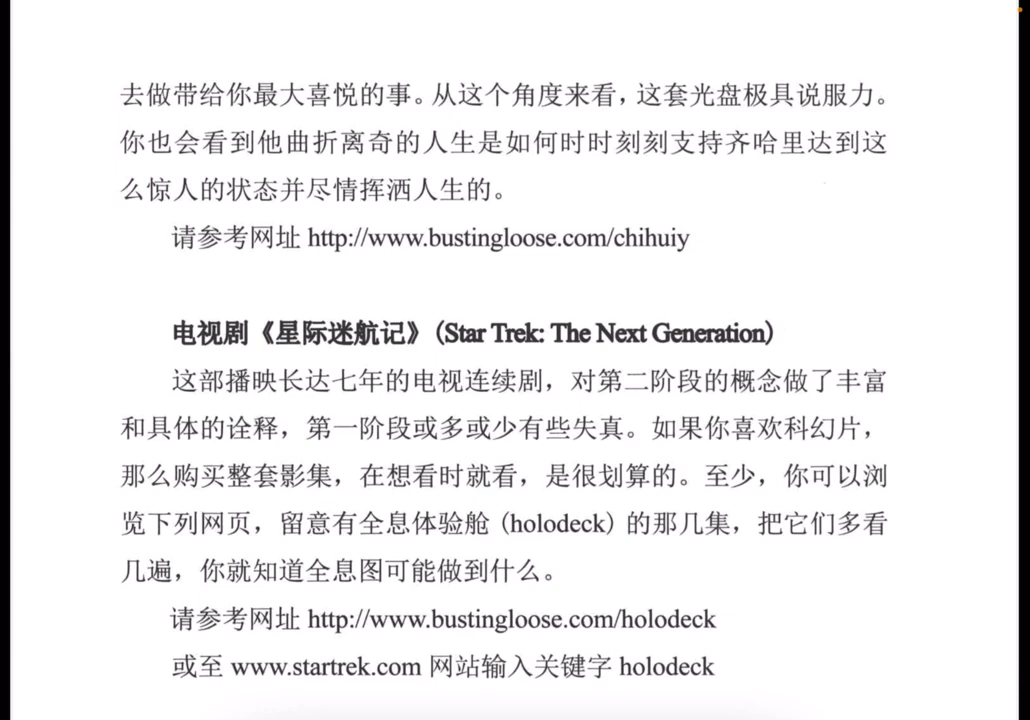 去做带给你最大喜悦的事。从这个角度来看，这套光盘极具说服力。
你也会看到他曲折离奇的人生是如何时时刻刻支持齐哈里达到这
么惊人的状态并尽情挥洒人生的。
请参考网址 http://www.bustingloose.com/chihuiy
电视剧《星际迷航记》(Star Trek: The Next Generation)
这部播映长达七年的电视连续剧，对第二阶段的概念做了丰富
和具体的诠释，第一阶段或多或少有些失真。如果你喜欢科幻片，
那么购买整套影集，在想看时就看，是很划算的。至少，你可以浏
览下列网页，留意有全息体验舱 (holodeck) 的那几集，把它们多看
几遍，你就知道全息图可能做到什么。
请参考网址 http://www.bustingloose.com/holodeck
或至 www.startrek.com 网站输入关键字 holodeck